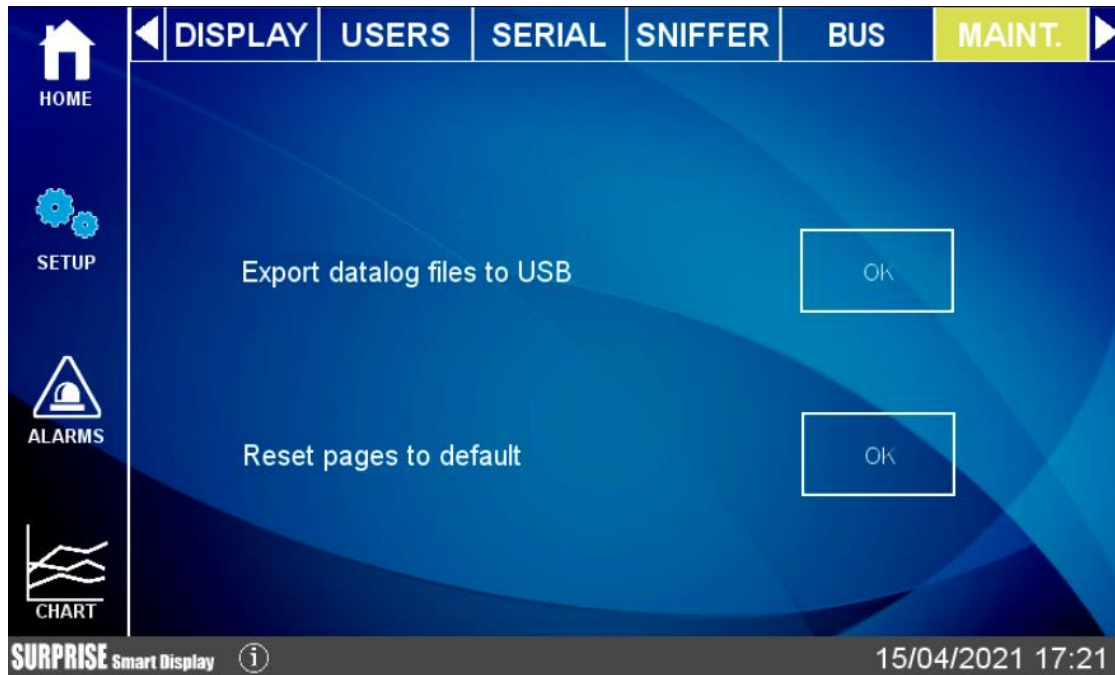 DISPLAY USERS SERIAL SNIFFER BUS MAINT.
HOME
SETUP
Export datalog files to USB OK
ALARMS
Reset pages to default OK
CHART
SURPRISE Smart Display i 15/04/2021 17:21